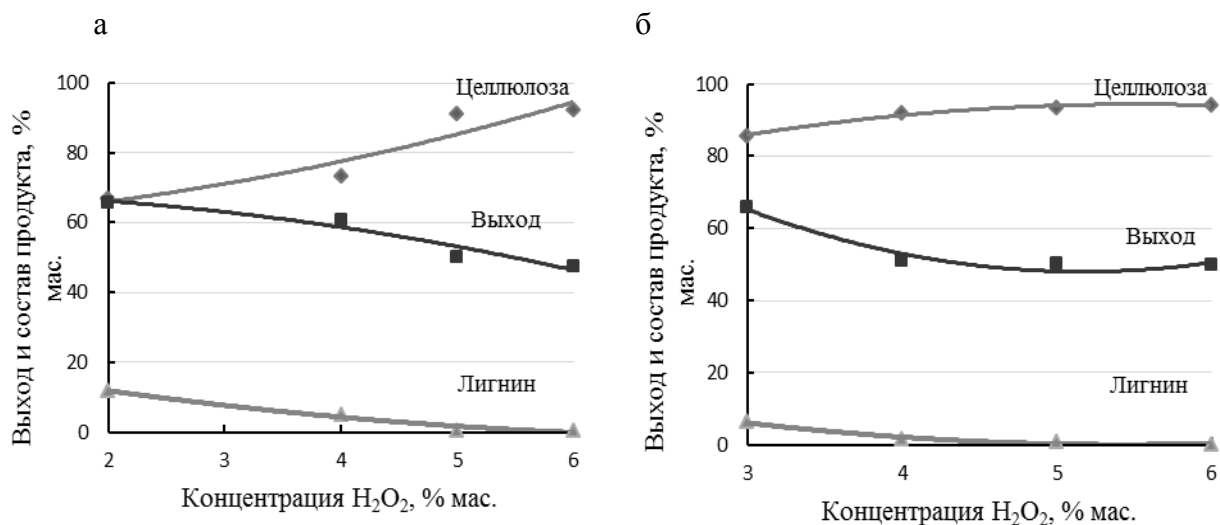 а
Выход и состав продукта, %
мас.
100
80
60
40
20
0
Целлюлоза
Выход
Лигнин
2
3
4
5
6
Концентрация H₂O₂, % мас.
б
Выход и состав продукта, %
мас.
100
80
60
40
20
0
Целлюлоза
Выход
Лигнин
3
4
5
6
Концентрация H₂O₂, % мас.